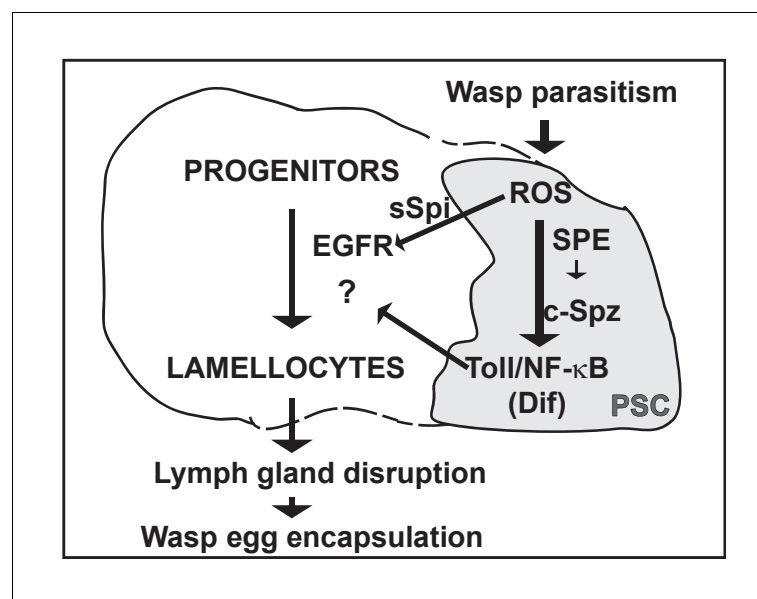 Wasp parasitism
PROGENITORS
ROS
sSpi
SPE
EGFR
?
c-Spz
LAMELLOCYTES
Toll/NF-κB
(Dif)
PSC
Lymph gland disruption
Wasp egg encapsulation